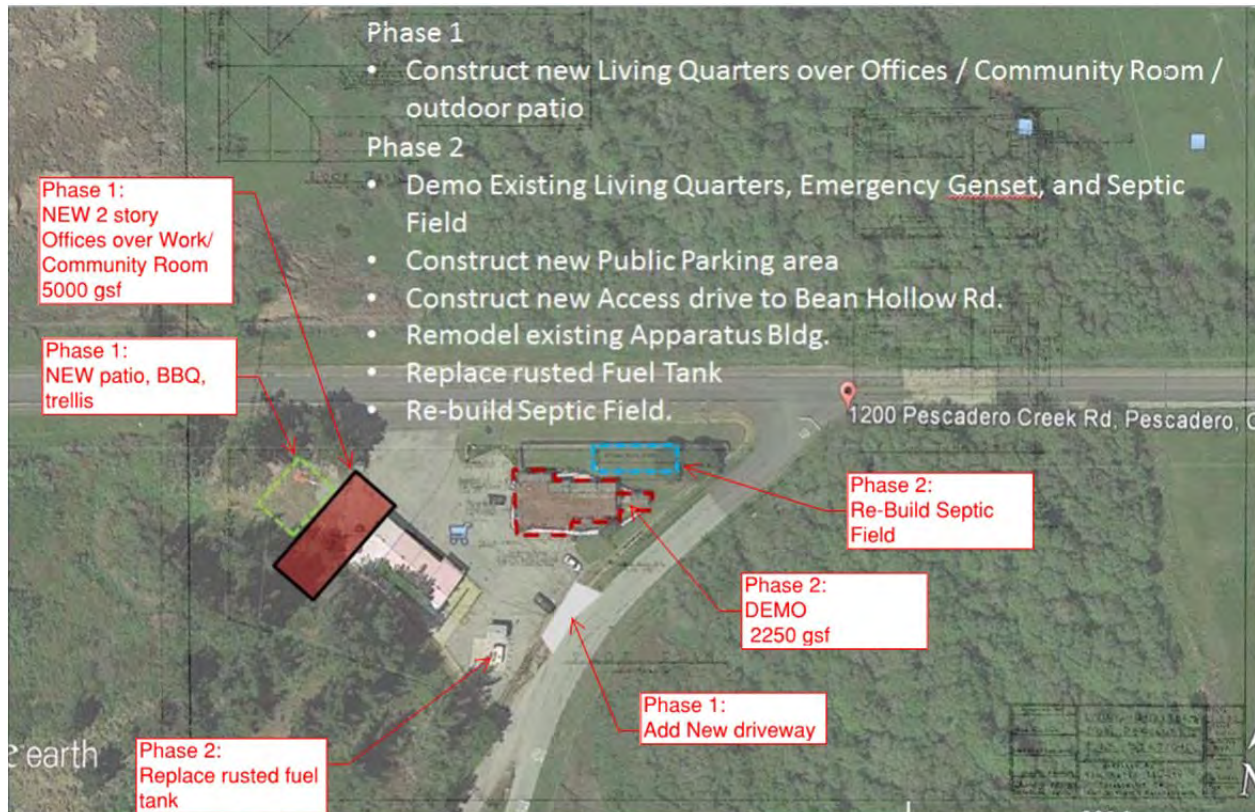 Phase 1
• Construct new Living Quarters over Offices / Community Room /
outdoor patio
Phase 2
• Demo Existing Living Quarters, Emergency Genset, and Septic
Field
• Construct new Public Parking area
• Construct new Access drive to Bean Hollow Rd.
• Remodel existing Apparatus Bldg.
• Replace rusted Fuel Tank
• Re-build Septic Field.
Phase 1:
NEW 2 story
Offices over Work/
Community Room
5000 gsf
Phase 1:
NEW patio, BBQ,
trellis
1200 Pescadero Creek Rd, Pescadero, C
Phase 2:
Re-Build Septic
Field
Phase 2:
DEMO
2250 gsf
Phase 1:
Add New driveway
Phase 2:
Replace rusted fuel
tank
earth